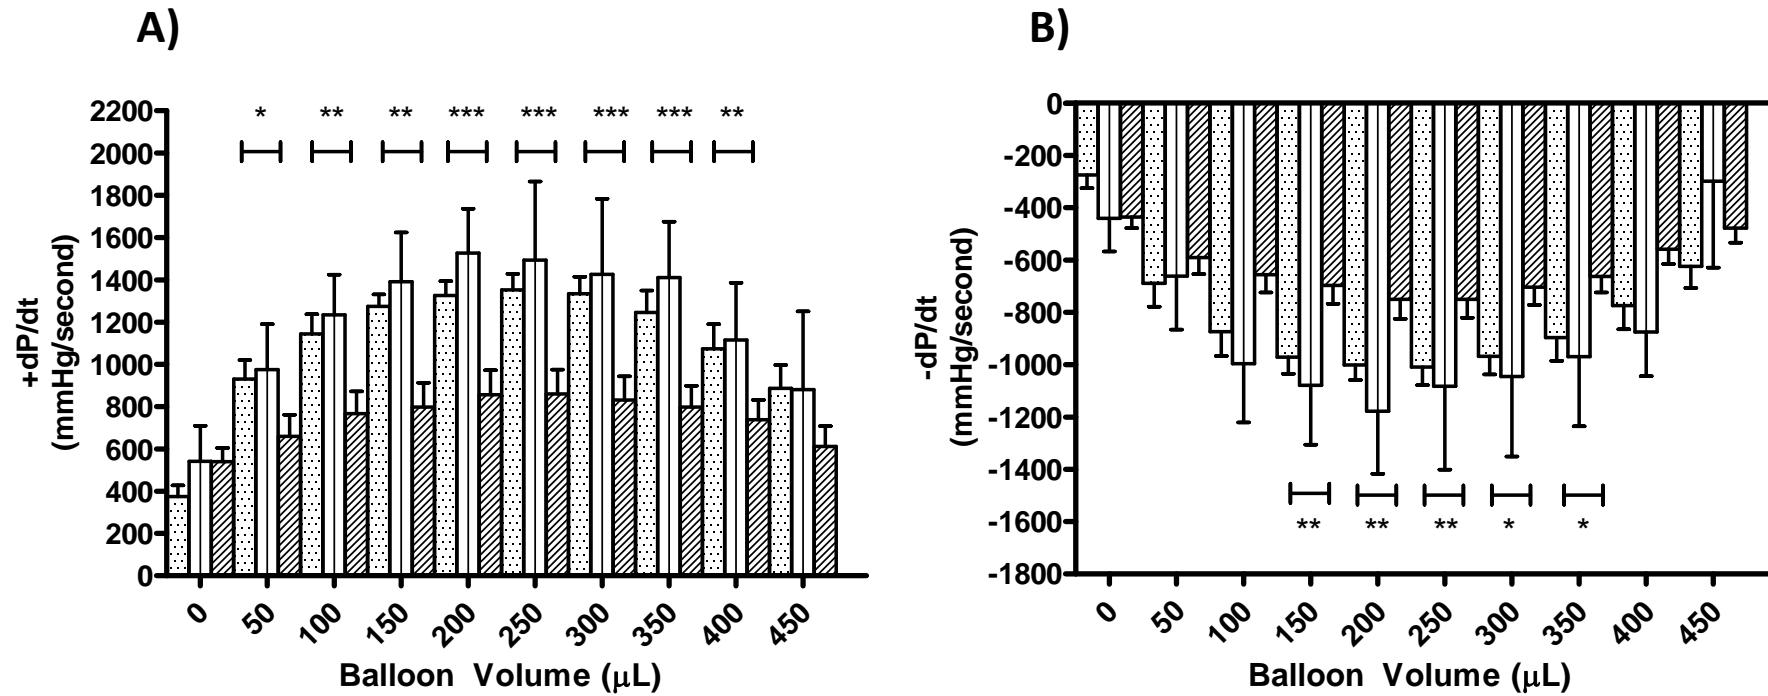 A)
* ** ** *** *** *** *** **
2200
2000
1800
1600
1400
1200
1000
800
600
400
200
0
+dP/dt
(mmHg/second)
0 50 100 150 200 250 300 350 400 450
Balloon Volume (μL)
B)
0
-200
-400
-600
-800
-1000
-1200
-1400
-1600
-1800
-dP/dt
(mmHg/second)
** ** ** * *
0 50 100 150 200 250 300 350 400 450
Balloon Volume (μL)